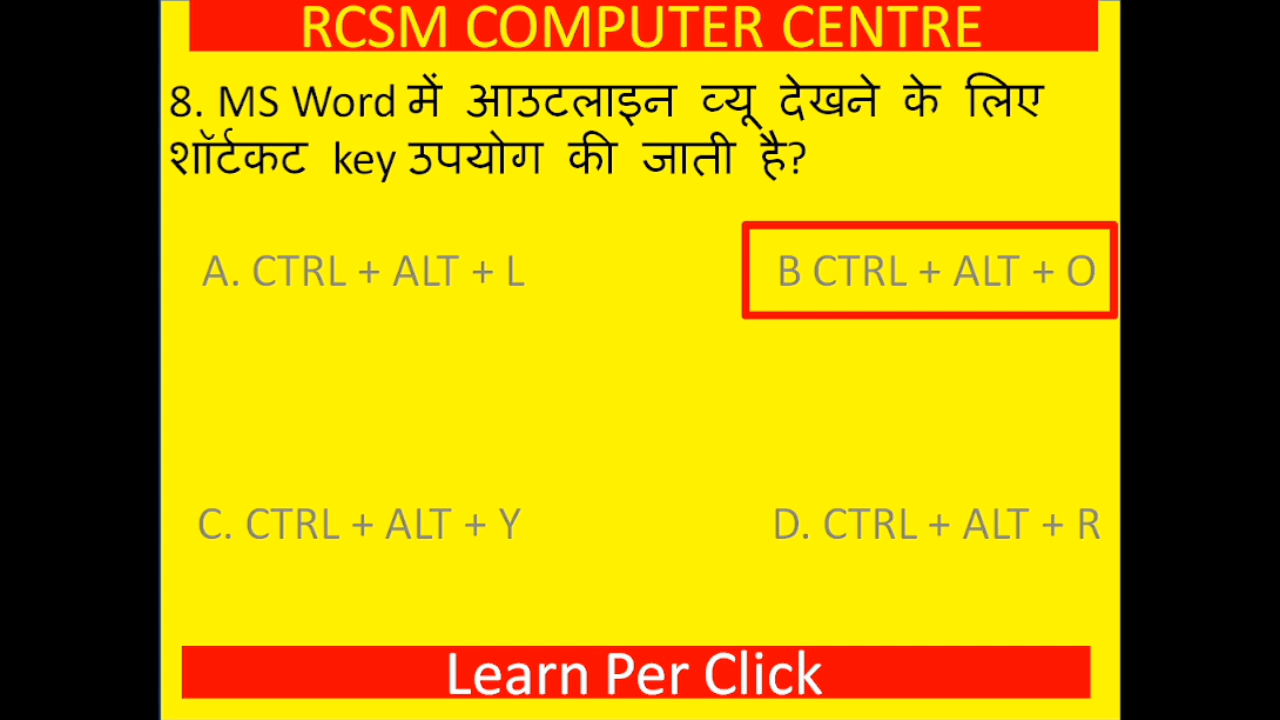 RCSM COMPUTER CENTRE
8. MS Word में आउटलाइन व्यू देखने के लिए
शॉर्टकट key उपयोग की जाती है?
A. CTRL + ALT + L
B CTRL + ALT + O
C. CTRL + ALT + Y
D. CTRL + ALT + R
Learn Per Click